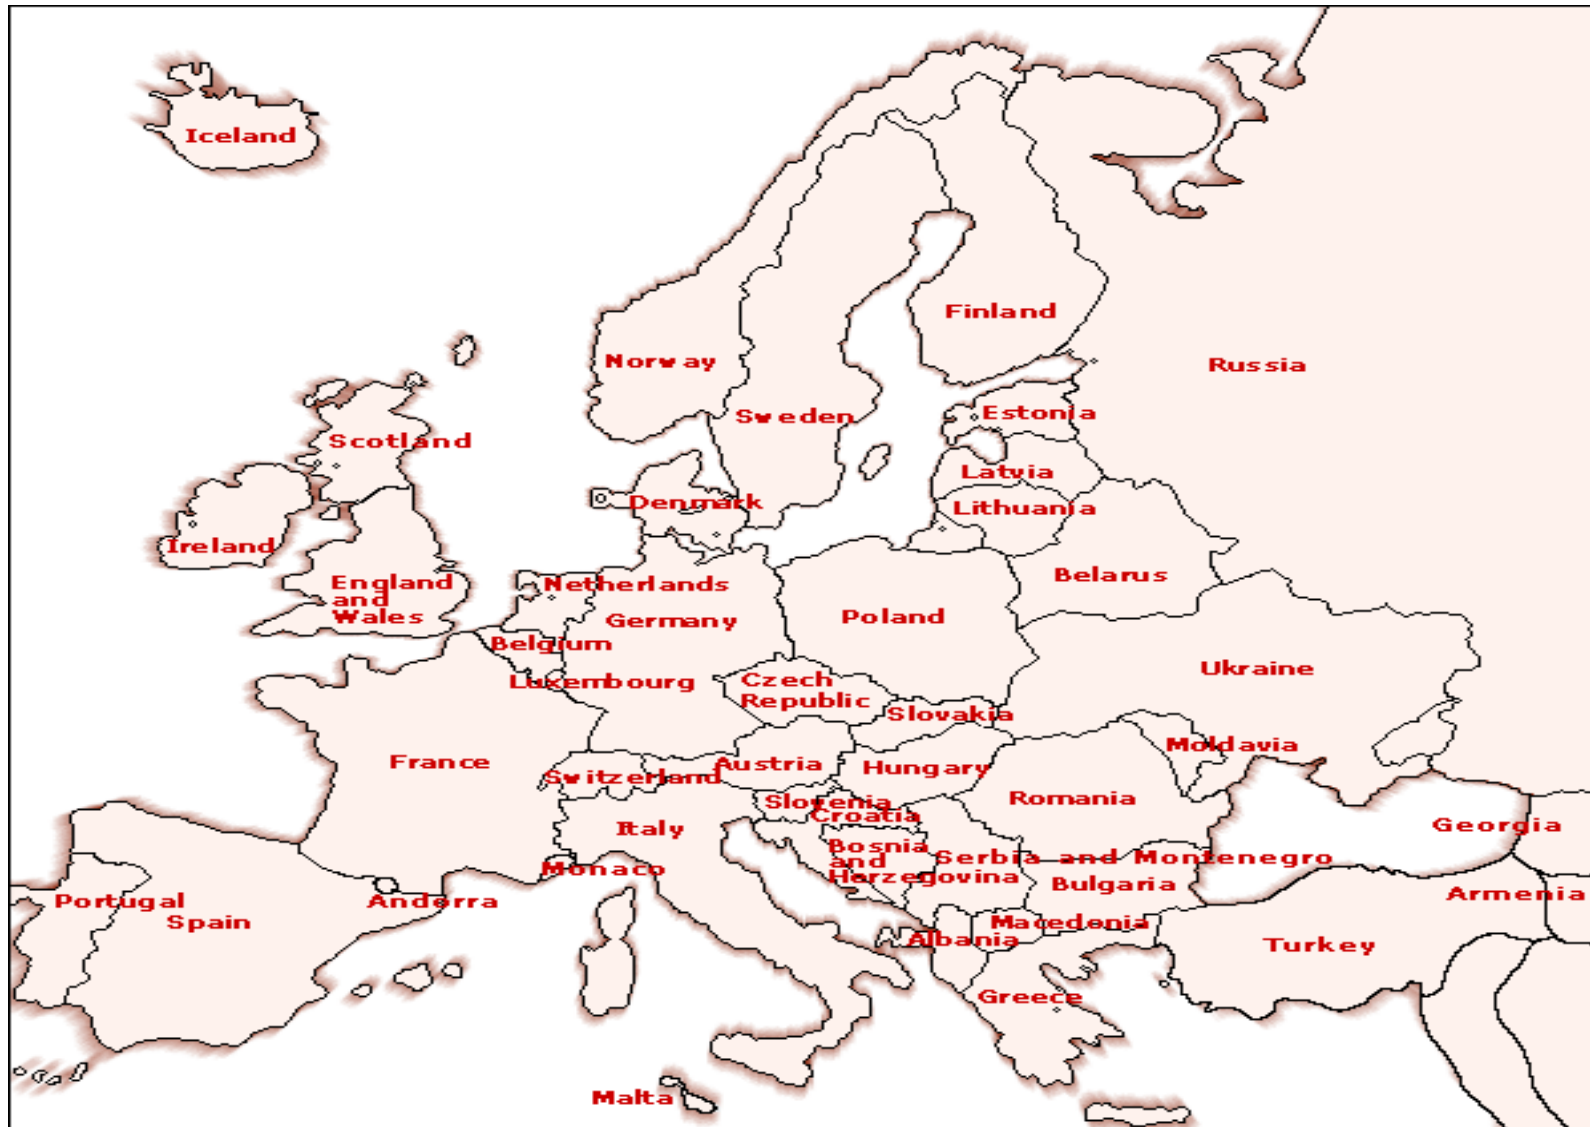 Iceland
Finland
Norway
Russia
Sweden
Estonia
Scotland
Latvia
Denmark
Lithuania
Ireland
Belarus
England
and
Wales
Netherlands
Germany
Poland
Belgium
Ukraine
Luxembourg
Czech
Republic
Slovakia
Moldavia
France
Switzerland
Austria
Hungary
Romania
Slovenia
Croatia
Georgia
Italy
Bosnia
and
Herzegovina
Serbia and Montenegro
Monaco
Bulgaria
Armenia
Portugal
Andorra
Spain
Macedonia
Albania
Turkey
Greece
Malta